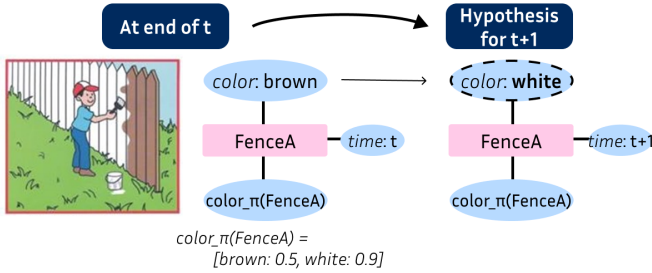 At end of t
Hypothesis
for t+1
color: brown
color: white
FenceA
time: t
FenceA
time: t+1
color_π(FenceA)
color_π(FenceA)
color_π(FenceA) =
[brown: 0.5, white: 0.9]